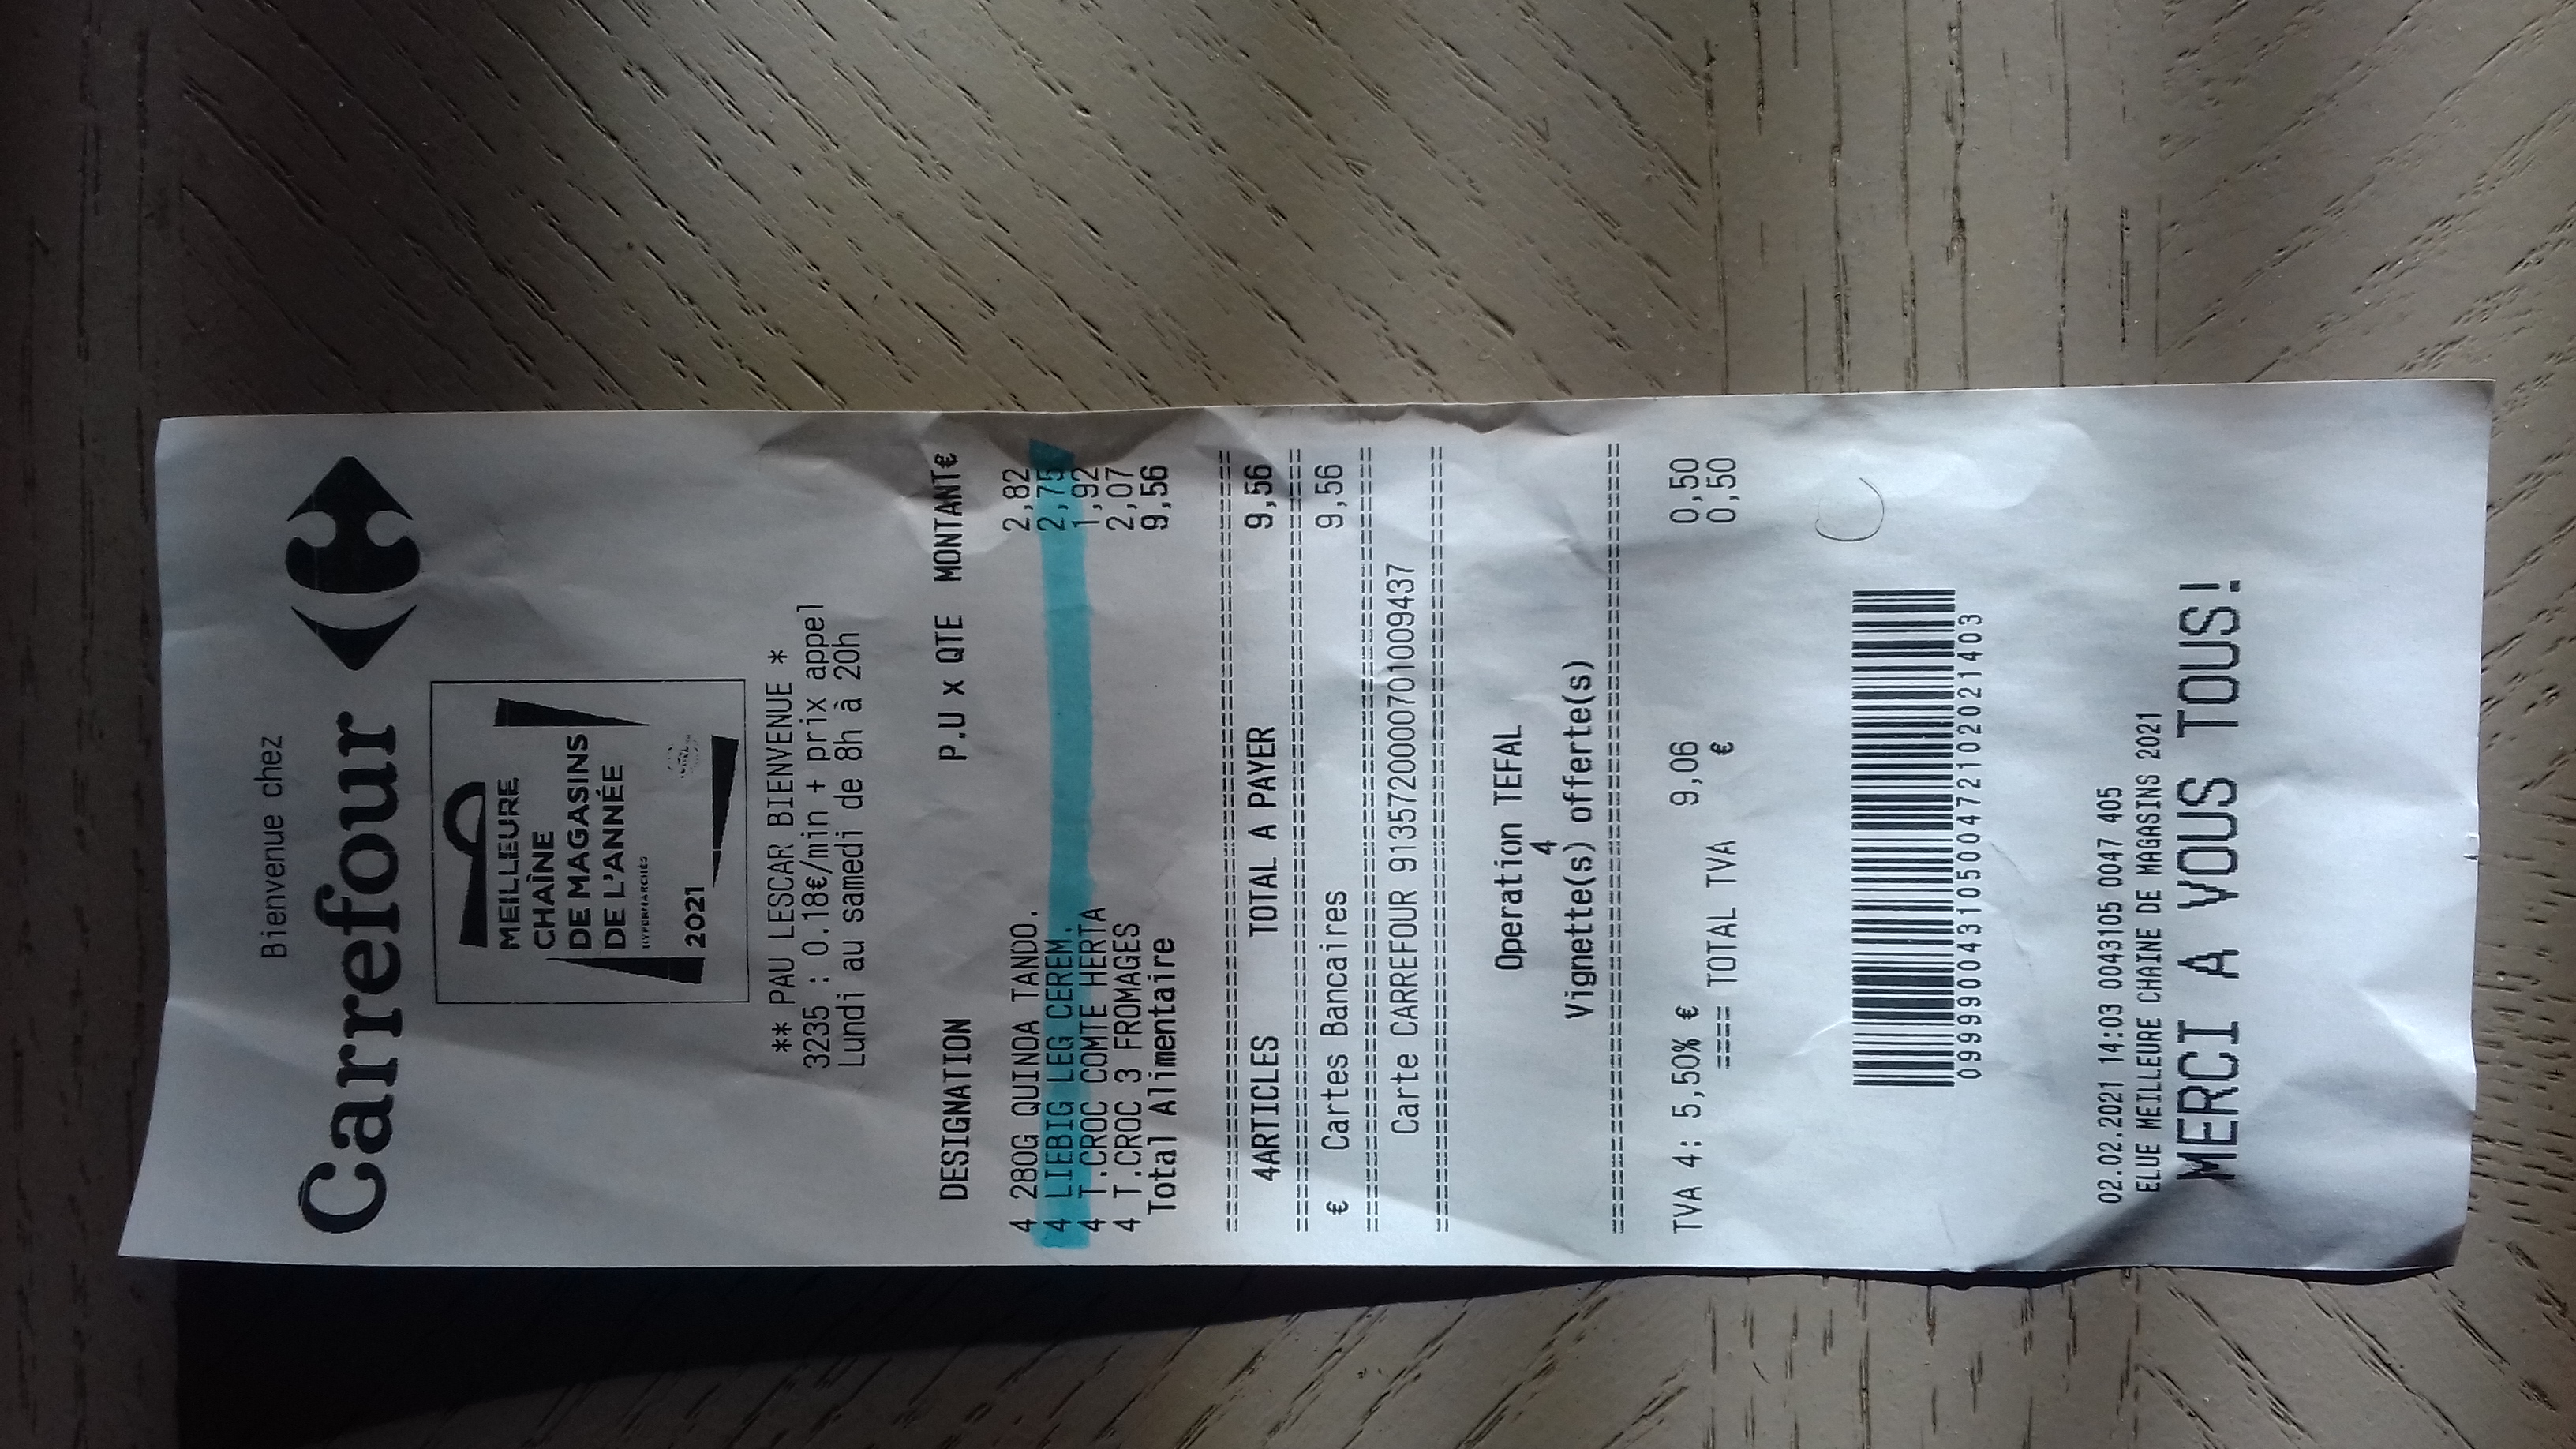 Bienvenue chez
Carrefour
MEILLEURE
CHAÎNE
DE MAGASINS
DE L'ANNÉE
HYPERMARCHÉS
2021
** PAU LESCAR BIENVENUE *
3235 : 0.18€/min + prix appel
Lundi au samedi de 8h à 20h
DESIGNATION P.U x QTE MONTANT€
4 280G QUINOA TANDO. 2,82
4 LIEBIG LEG CEREM. 2,75
4 T.CROC COMTE HERTA 1,92
4 T.CROC 3 FROMAGES 2,07
Total Alimentaire 9,56
4ARTICLES TOTAL A PAYER 9,56
€ Cartes Bancaires 9,56
Carte CARREFOUR 9135720000701009437
Operation TEFAL
4
Vignette(s) offerte(s)
TVA 4: 5,50% € 9,06 0,50
==== TOTAL TVA € 0,50
0999900431050047210202021403
02.02.2021 14:03 0043105 0047 405
ELUE MEILLEURE CHAINE DE MAGASINS 2021
MERCI A VOUS TOUS!